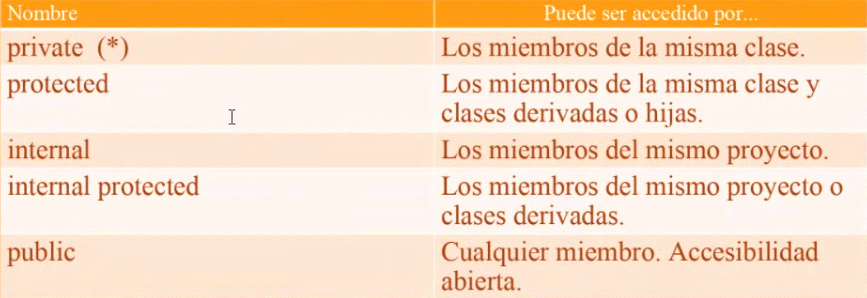 Nombre
Puede ser accedido por...
private (*)
Los miembros de la misma clase.
protected
Los miembros de la misma clase y
clases derivadas o hijas.
internal
Los miembros del mismo proyecto.
internal protected
Los miembros del mismo proyecto o
clases derivadas.
public
Cualquier miembro. Accesibilidad
abierta.